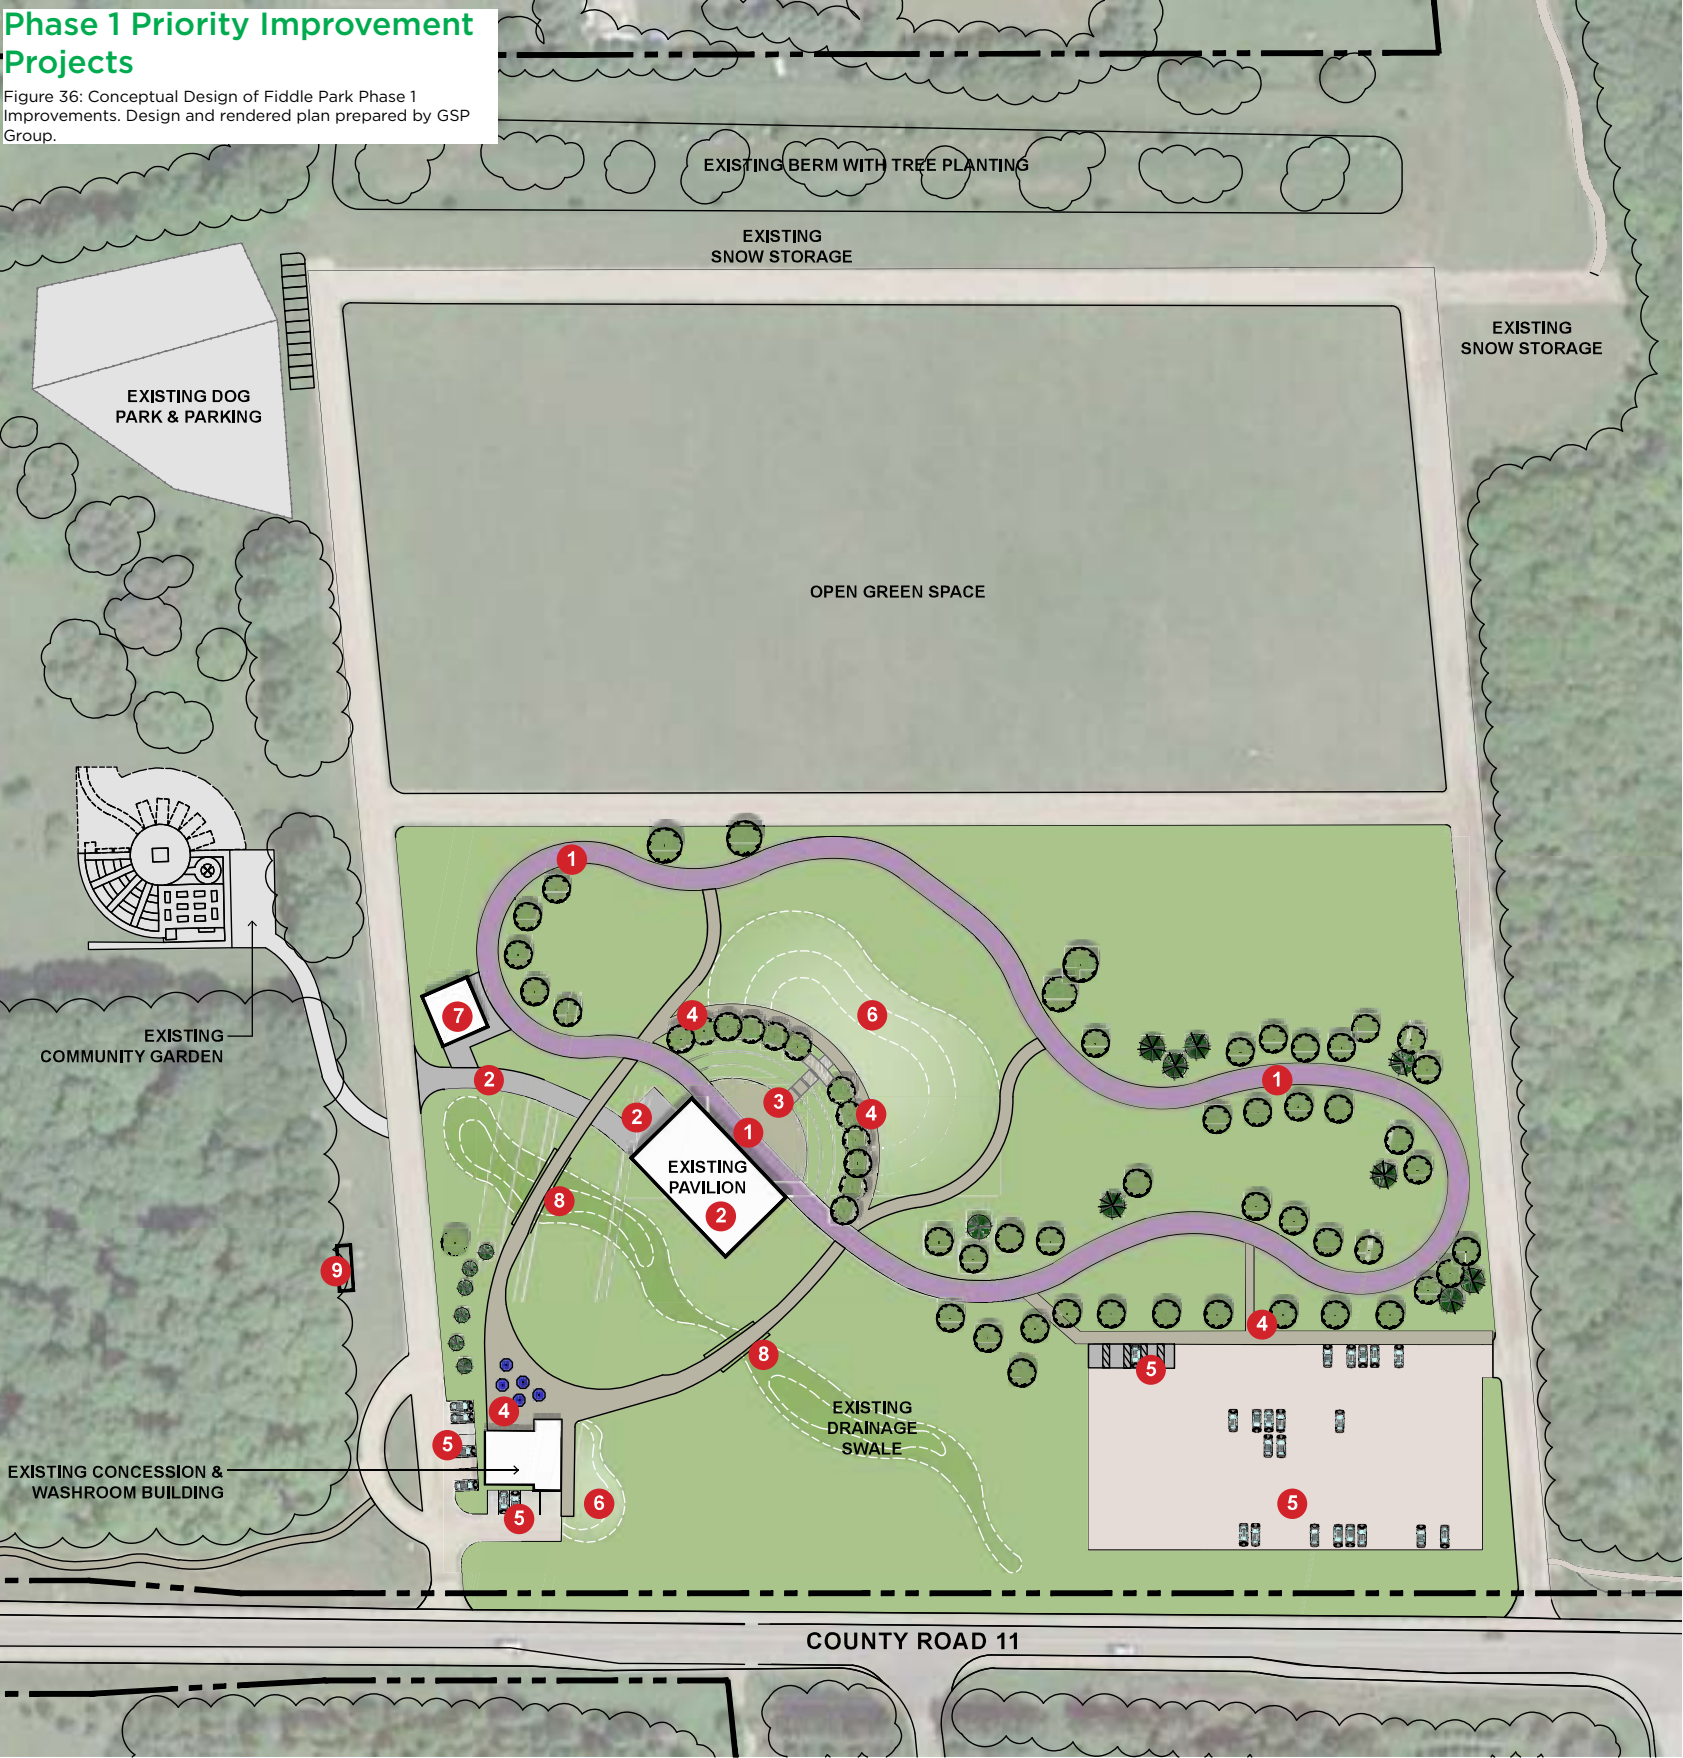 Phase 1 Priority Improvement
Projects
Figure 36: Conceptual Design of Fiddle Park Phase 1
Improvements. Design and rendered plan prepared by GSP
Group.
EXISTING BERM WITH TREE PLANTING
EXISTING
SNOW STORAGE
EXISTING
SNOW STORAGE
EXISTING DOG
PARK & PARKING
OPEN GREEN SPACE
1
7
6
4
EXISTING
COMMUNITY GARDEN
2
1
3
2
4
1
EXISTING
PAVILION
2
8
9
4
8
5
4
EXISTING
DRAINAGE
SWALE
5
EXISTING CONCESSION &
WASHROOM BUILDING
5
6
5
COUNTY ROAD 11